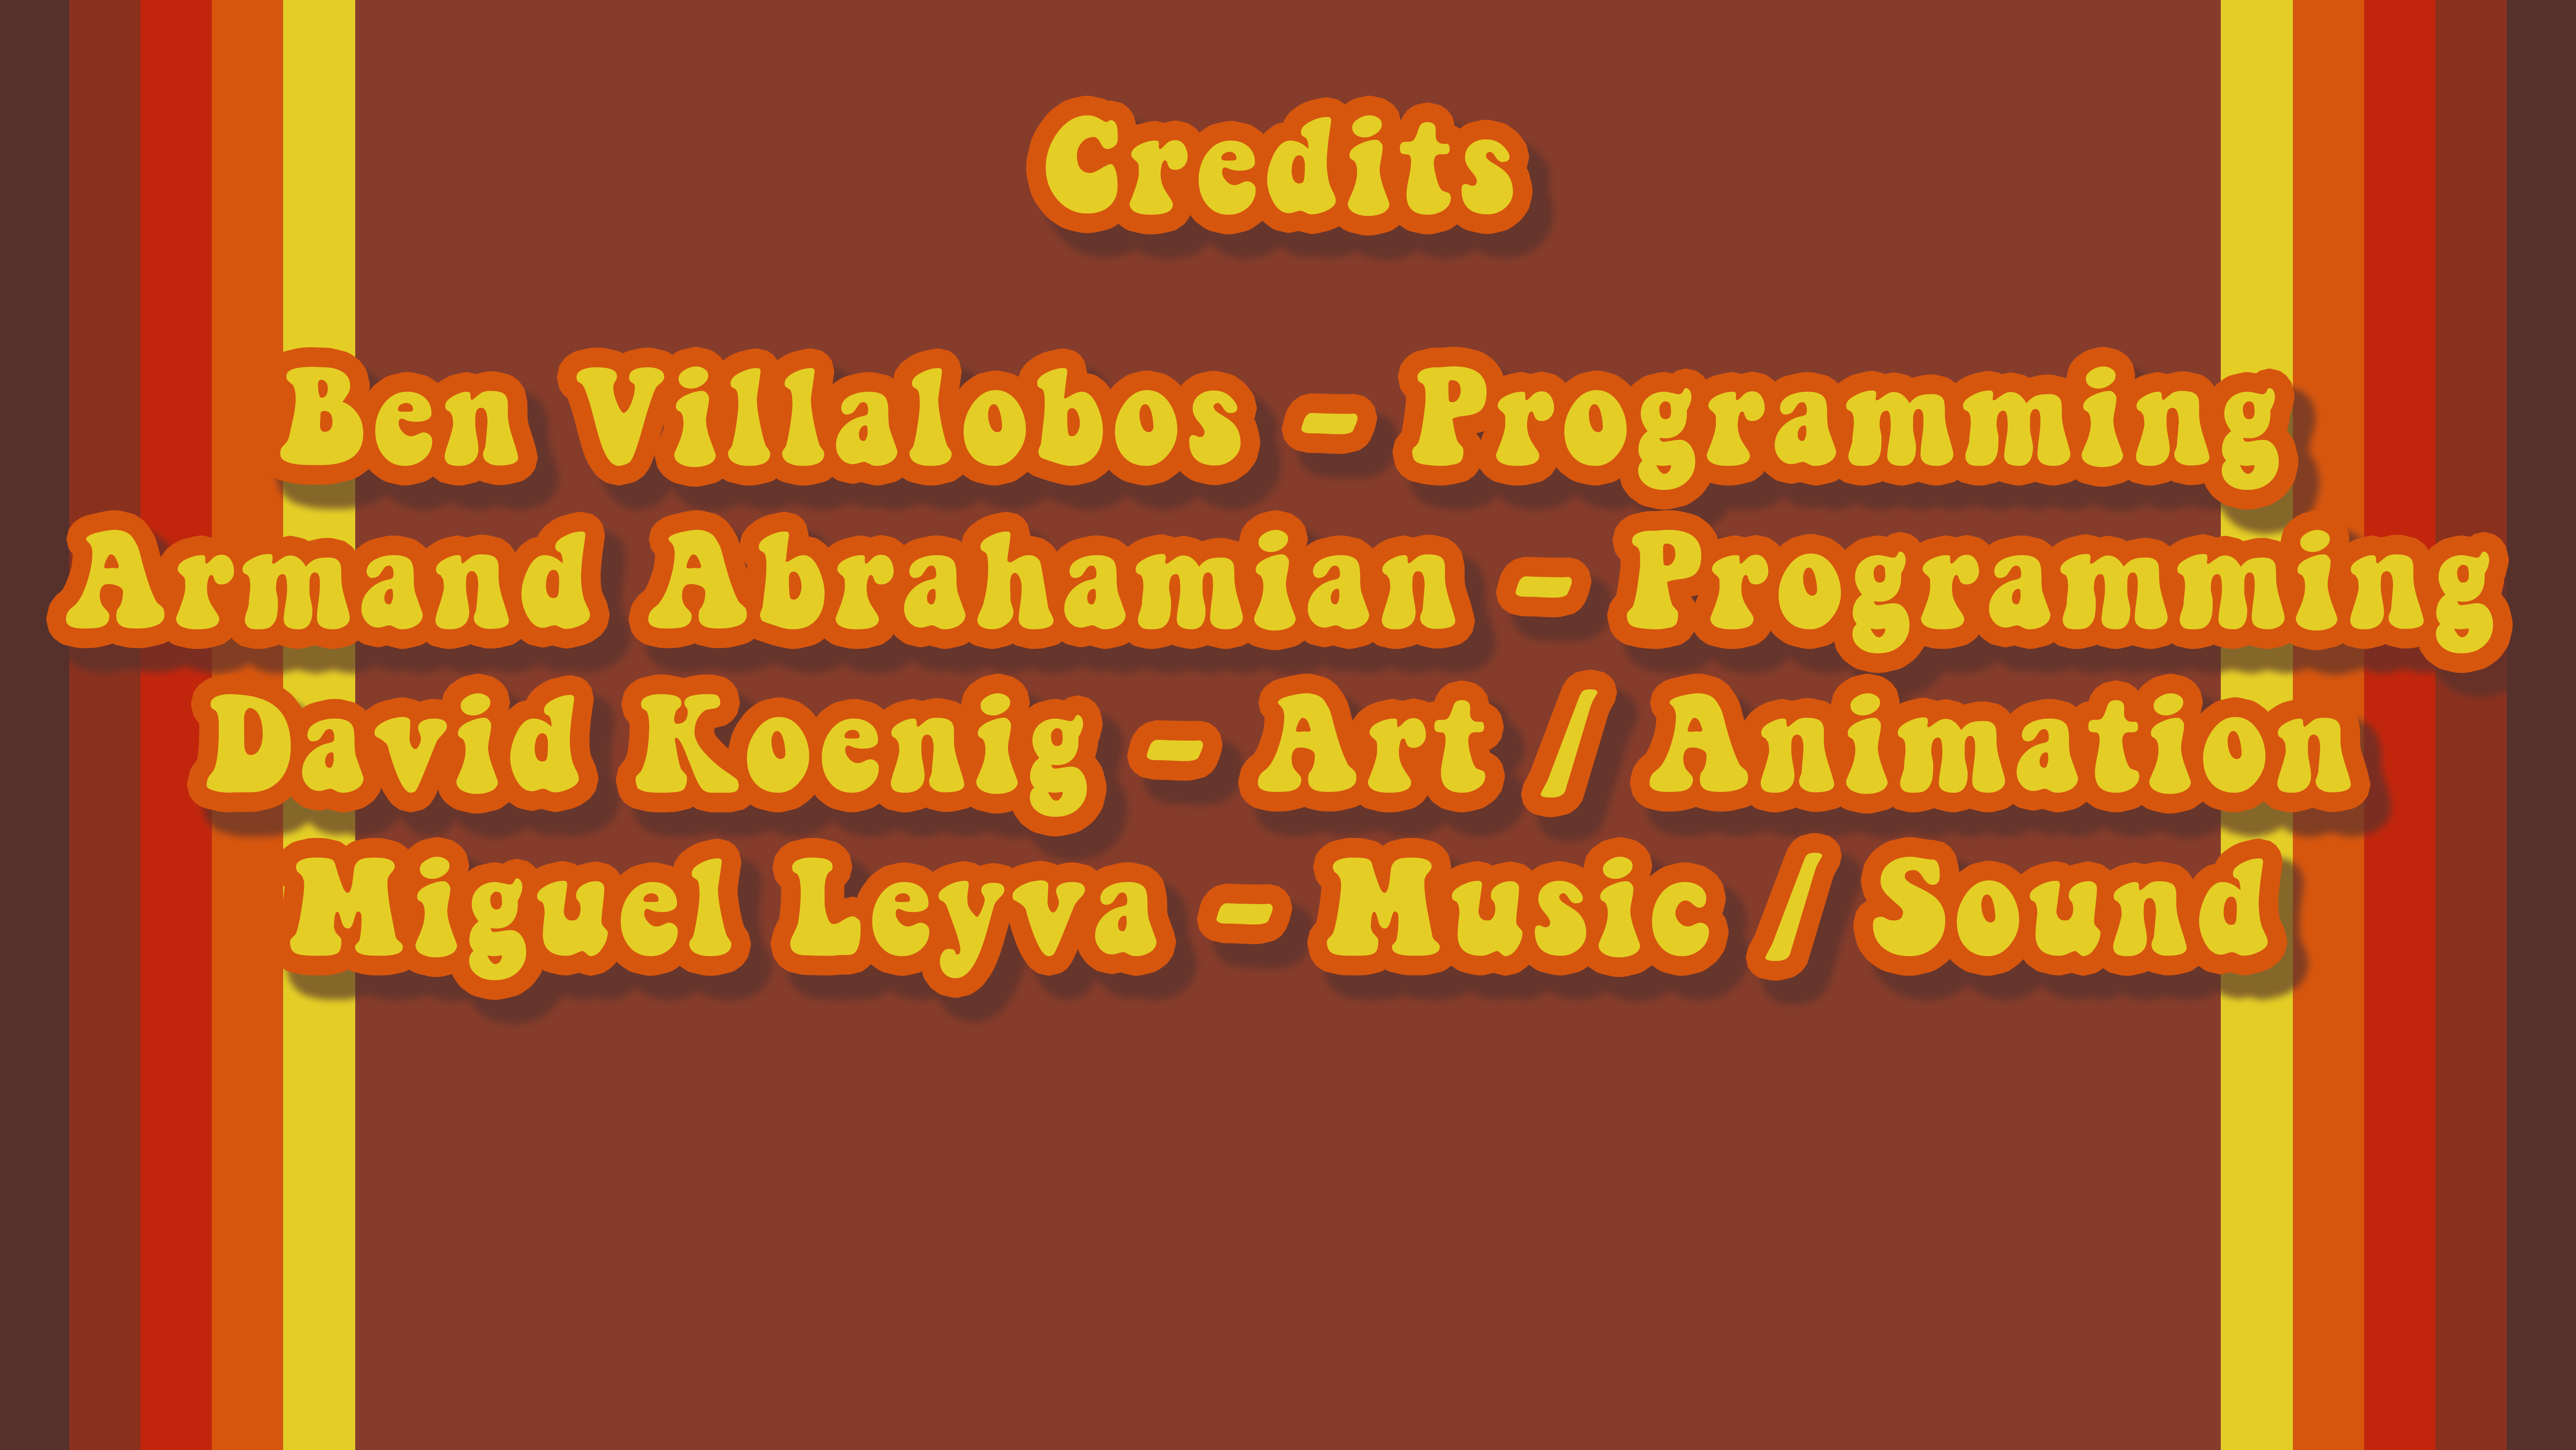 Credits
Ben Villalobos - Programming
Armand Abrahamian - Programming
David Koenig - Art / Animation
Miguel Leyva - Music / Sound